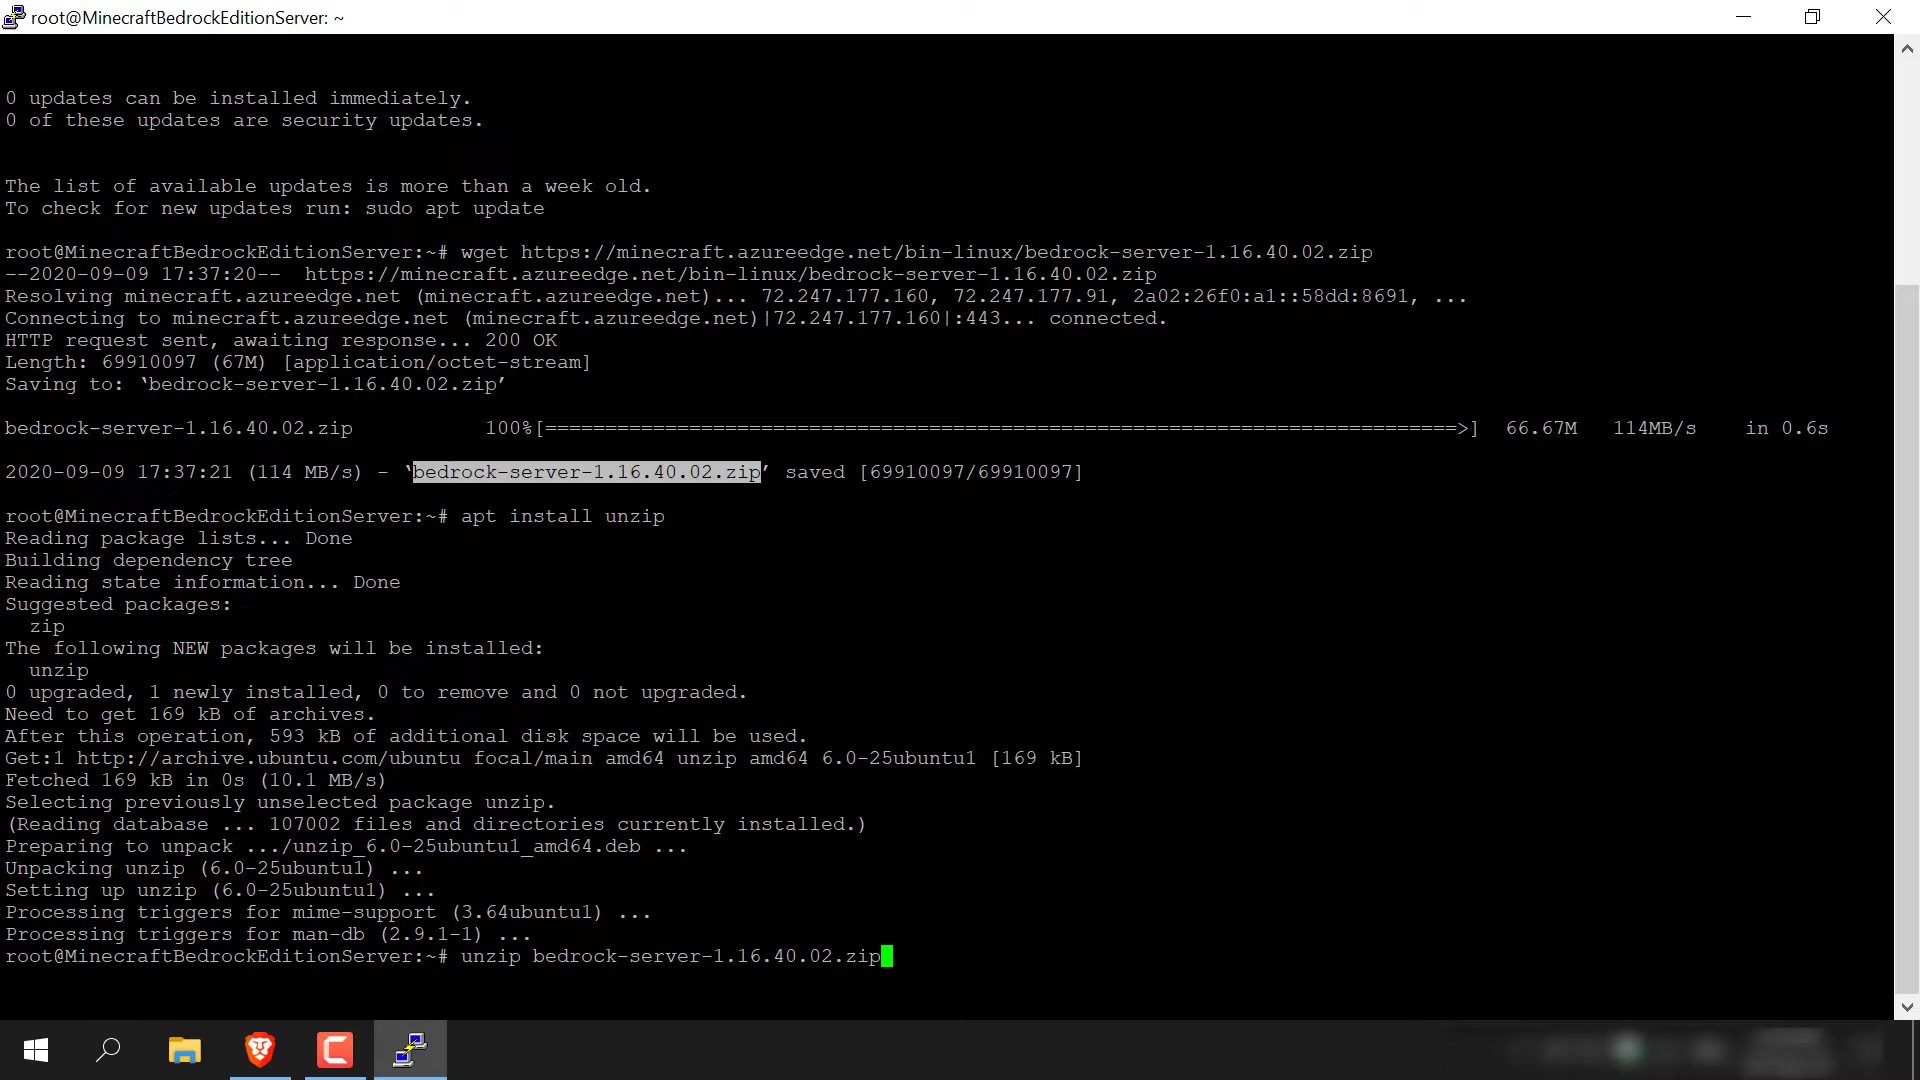 root@MinecraftBedrockEditionServer: ~
0 updates can be installed immediately.
0 of these updates are security updates.
The list of available updates is more than a week old.
To check for new updates run: sudo apt update
root@MinecraftBedrockEditionServer:~# wget https://minecraft.azureedge.net/bin-linux/bedrock-server-1.16.40.02.zip
--2020-09-09 17:37:20--  https://minecraft.azureedge.net/bin-linux/bedrock-server-1.16.40.02.zip
Resolving minecraft.azureedge.net (minecraft.azureedge.net)... 72.247.177.160, 72.247.177.91, 2a02:26f0:a1::58dd:8691, ...
Connecting to minecraft.azureedge.net (minecraft.azureedge.net)|72.247.177.160|:443... connected.
HTTP request sent, awaiting response... 200 OK
Length: 69910097 (67M) [application/octet-stream]
Saving to: ‘bedrock-server-1.16.40.02.zip’
bedrock-server-1.16.40.02.zip           100%[============================================================================>]  66.67M   114MB/s    in 0.6s
2020-09-09 17:37:21 (114 MB/s) - ‘bedrock-server-1.16.40.02.zip’ saved [69910097/69910097]
root@MinecraftBedrockEditionServer:~# apt install unzip
Reading package lists... Done
Building dependency tree
Reading state information... Done
Suggested packages:
  zip
The following NEW packages will be installed:
  unzip
0 upgraded, 1 newly installed, 0 to remove and 0 not upgraded.
Need to get 169 kB of archives.
After this operation, 593 kB of additional disk space will be used.
Get:1 http://archive.ubuntu.com/ubuntu focal/main amd64 unzip amd64 6.0-25ubuntu1 [169 kB]
Fetched 169 kB in 0s (10.1 MB/s)
Selecting previously unselected package unzip.
(Reading database ... 107002 files and directories currently installed.)
Preparing to unpack .../unzip_6.0-25ubuntu1_amd64.deb ...
Unpacking unzip (6.0-25ubuntu1) ...
Setting up unzip (6.0-25ubuntu1) ...
Processing triggers for mime-support (3.64ubuntu1) ...
Processing triggers for man-db (2.9.1-1) ...
root@MinecraftBedrockEditionServer:~# unzip bedrock-server-1.16.40.02.zip